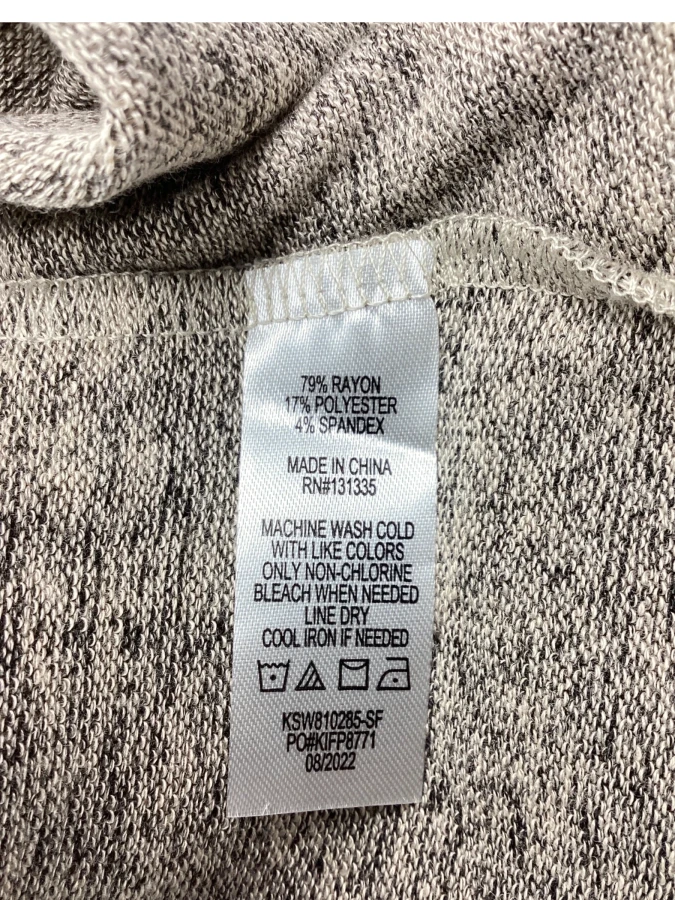 79% RAYON
17% POLYESTER
4% SPANDEX
MADE IN CHINA
RN#131335
MACHINE WASH COLD
WITH LIKE COLORS
ONLY NON-CHLORINE
BLEACH WHEN NEEDED
LINE DRY
COOL IRON IF NEEDED
KSW810285-SF
PO#KIFP8771
08/2022